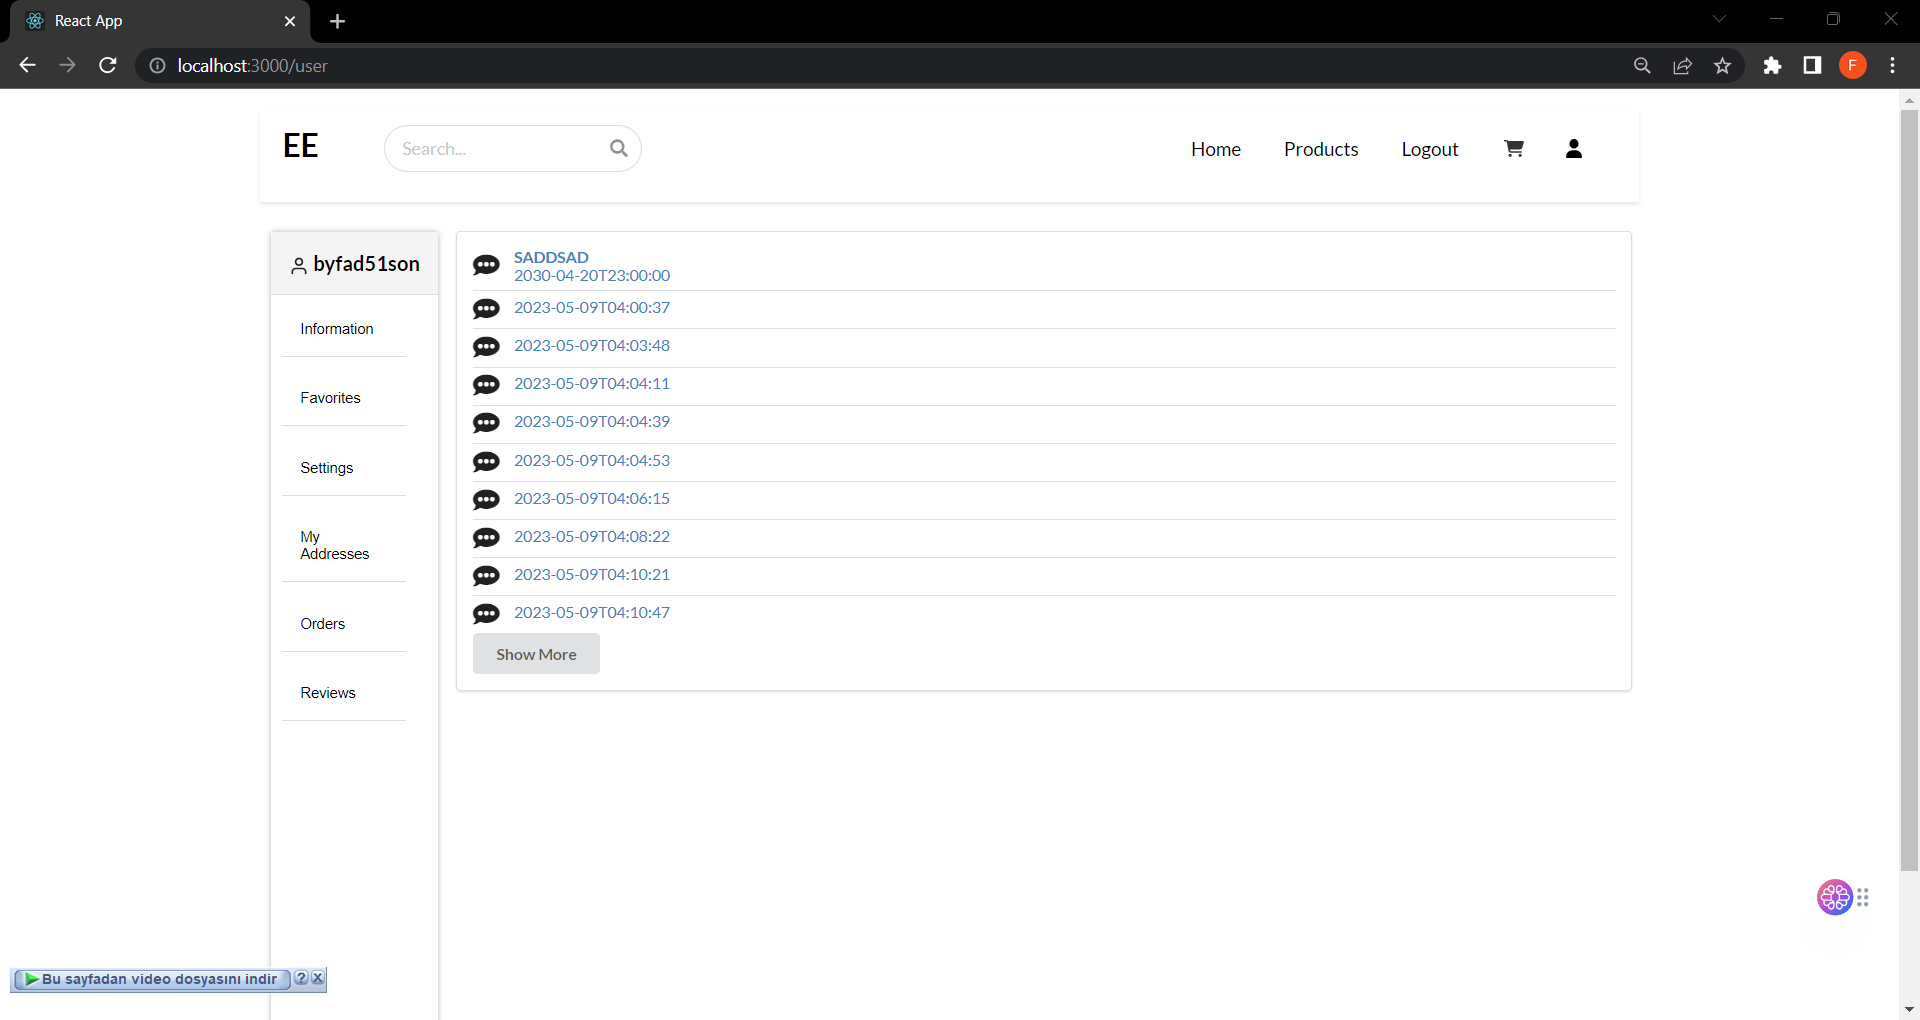 React App
localhost:3000/user
F
EE
Search...
Home
Products
Logout
byfad51son
Information
Favorites
Settings
My
Addresses
Orders
Reviews
SADDSAD
2030-04-20T23:00:00
2023-05-09T04:00:37
2023-05-09T04:03:48
2023-05-09T04:04:11
2023-05-09T04:04:39
2023-05-09T04:04:53
2023-05-09T04:06:15
2023-05-09T04:08:22
2023-05-09T04:10:21
2023-05-09T04:10:47
Show More
Bu sayfadan video dosyasını indir
?